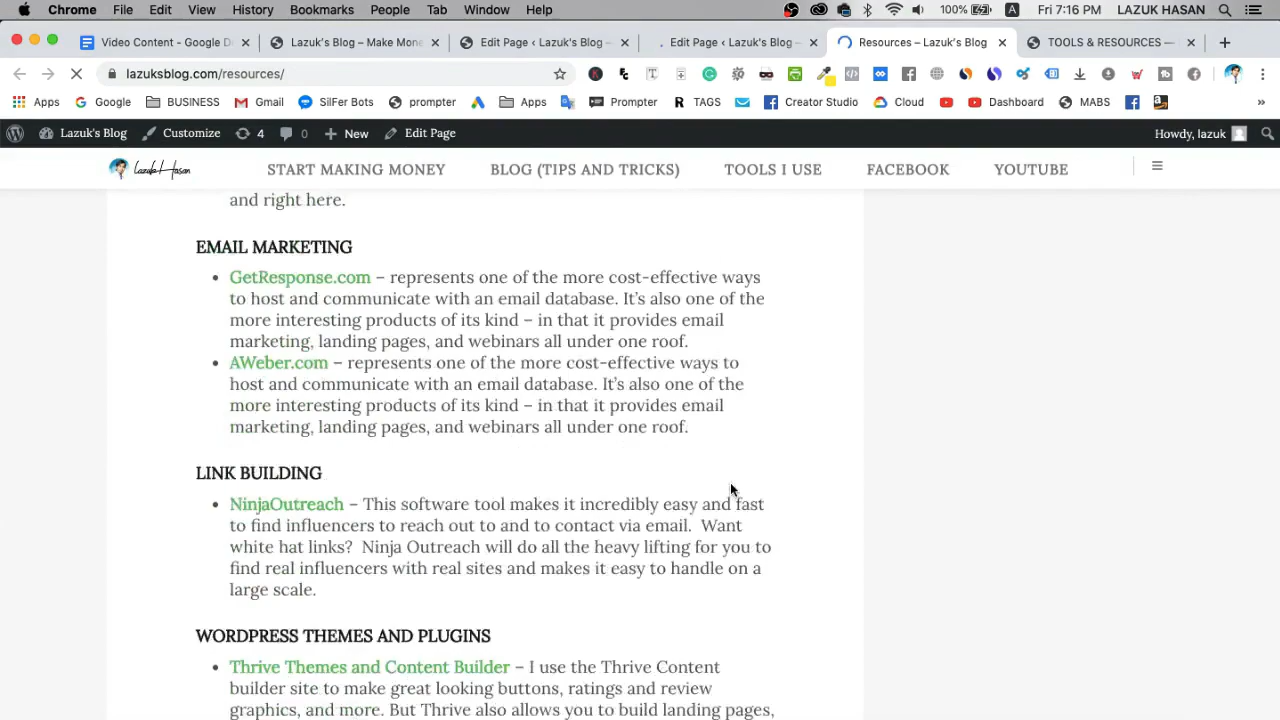 Chrome File Edit View History Bookmarks People Tab Window Help 100% A Fri 7:16 PM LAZUK HASAN
Video Content - Google D
Lazuk's Blog – Make Mone
Edit Page ‹ Lazuk's Blog —
Edit Page ‹ Lazuk's Blog —
Resources – Lazuk's Blog
TOOLS & RESOURCES —
lazuksblog.com/resources/
Apps Google BUSINESS Gmail SilFer Bots prompter Apps Prompter R TAGS Creator Studio Cloud Dashboard MABS »
Lazuk's Blog Customize 4 0 New Edit Page Howdy, lazuk
Lazuk Hasan START MAKING MONEY BLOG (TIPS AND TRICKS) TOOLS I USE FACEBOOK YOUTUBE
and right here.
EMAIL MARKETING
• GetResponse.com – represents one of the more cost-effective ways
to host and communicate with an email database. It's also one of the
more interesting products of its kind – in that it provides email
marketing, landing pages, and webinars all under one roof.
• AWeber.com – represents one of the more cost-effective ways to
host and communicate with an email database. It's also one of the
more interesting products of its kind – in that it provides email
marketing, landing pages, and webinars all under one roof.
LINK BUILDING
• NinjaOutreach – This software tool makes it incredibly easy and fast
to find influencers to reach out to and to contact via email. Want
white hat links? Ninja Outreach will do all the heavy lifting for you to
find real influencers with real sites and makes it easy to handle on a
large scale.
WORDPRESS THEMES AND PLUGINS
• Thrive Themes and Content Builder – I use the Thrive Content
builder site to make great looking buttons, ratings and review
graphics, and more. But Thrive also allows you to build landing pages,